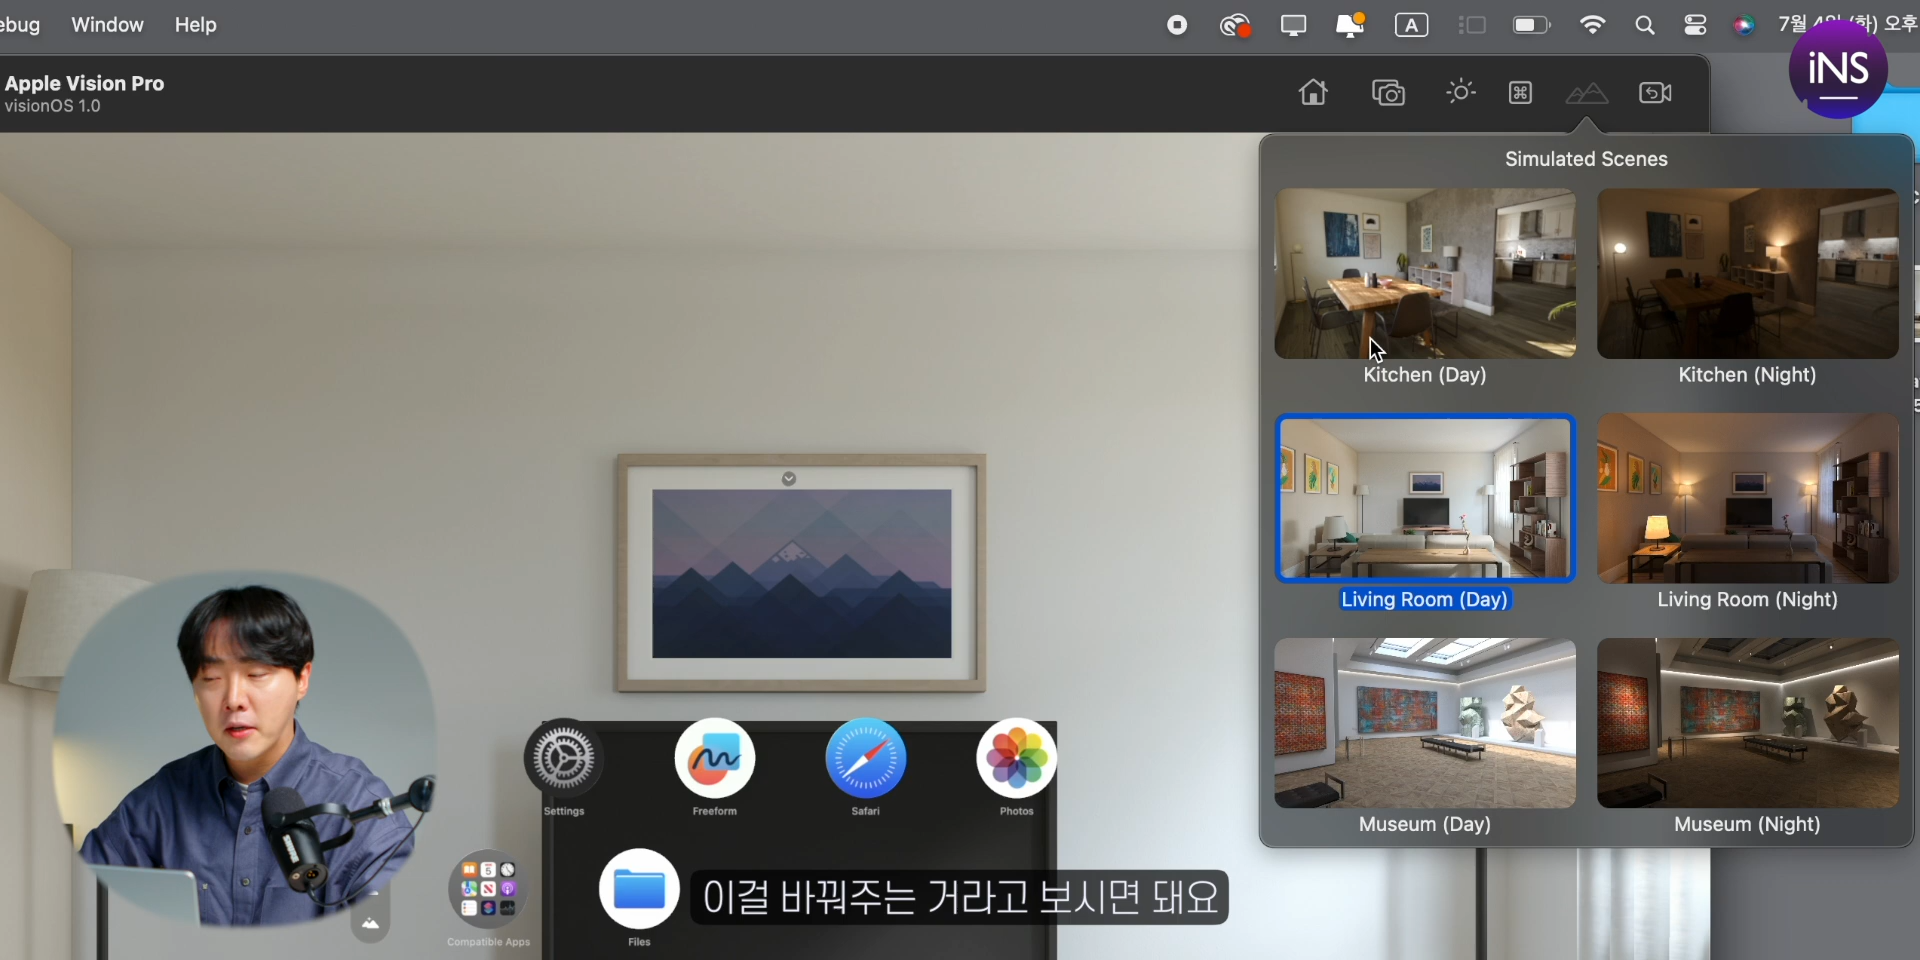 ebug Window Help
A
7월 4일 (화) 오후
iNS
Apple Vision Pro
visionOS 1.0
Simulated Scenes
Kitchen (Day)
Kitchen (Night)
Living Room (Day)
Living Room (Night)
Museum (Day)
Museum (Night)
Settings
Freeform
Safari
Photos
5
Compatible Apps
Files
이걸 바꿔주는 거라고 보시면 돼요